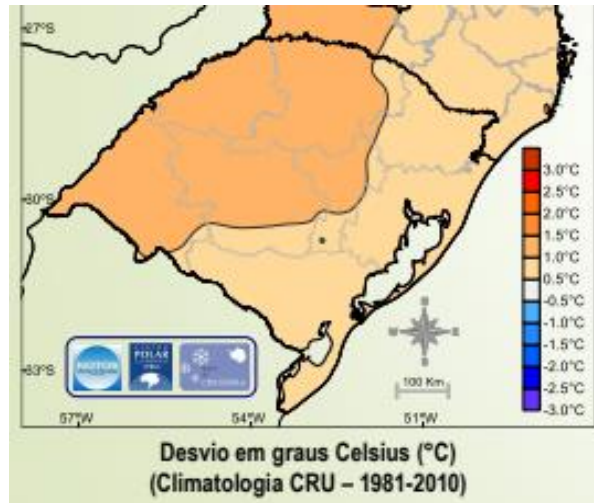 27°S
30°S
33°S
57°W
54°W
51°W
3.0°C
2.5°C
2.0°C
1.5°C
1.0°C
0.5°C
-0.5°C
-1.0°C
-1.5°C
-2.0°C
-2.5°C
-3.0°C
100 Km
NOTOS
POLAR
Desvio em graus Celsius (°C)
(Climatologia CRU – 1981-2010)